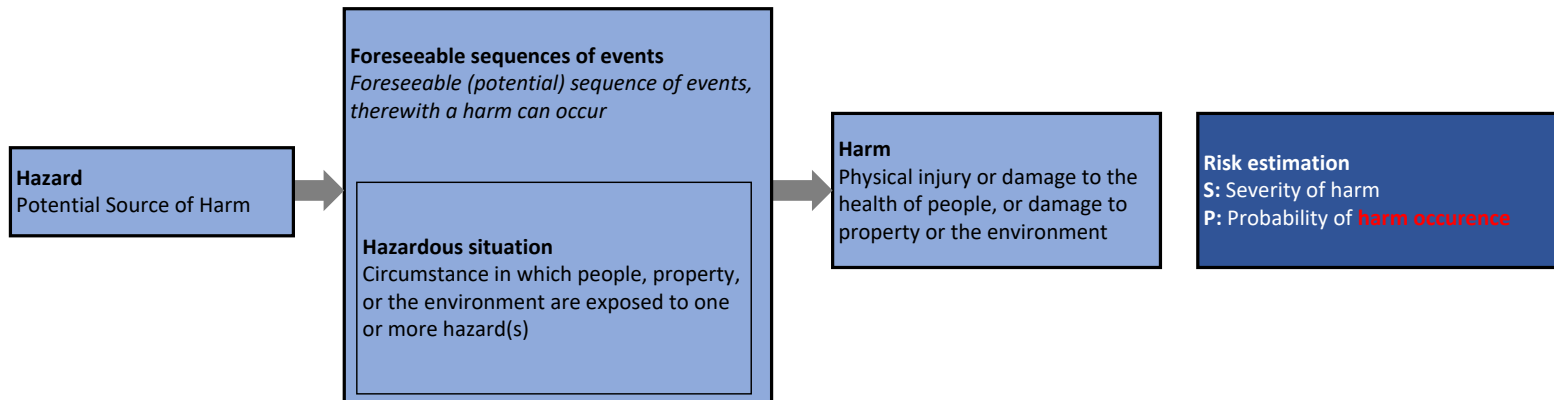 Foreseeable sequences of events
Foreseeable (potential) sequence of events,
therewith a harm can occur
Hazard
Potential Source of Harm
Hazardous situation
Circumstance in which people, property,
or the environment are exposed to one
or more hazard(s)
Harm
Physical injury or damage to the
health of people, or damage to
property or the environment
Risk estimation
S: Severity of harm
P: Probability of harm occurence